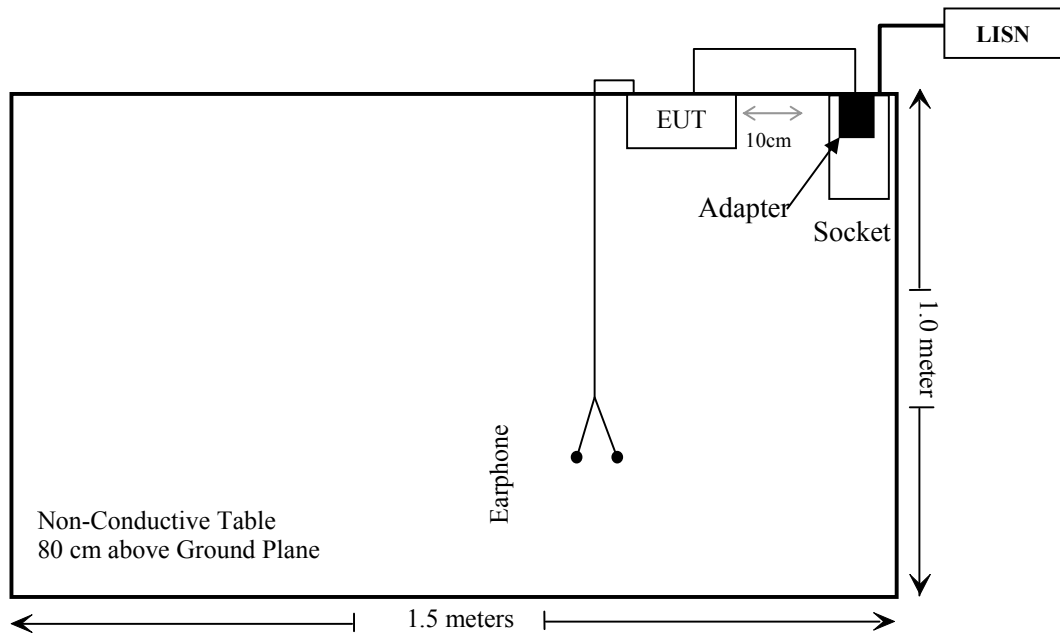 LISN
EUT
10cm
Adapter
Socket
1.0 meter
Earphone
Non-Conductive Table
80 cm above Ground Plane
1.5 meters